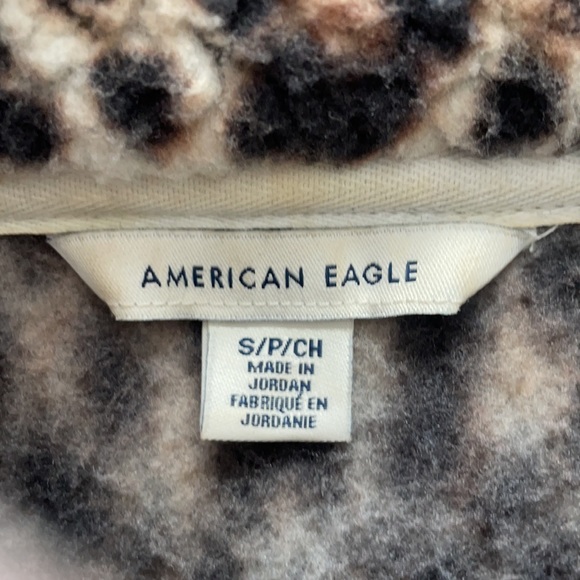 AMERICAN EAGLE
S/P/CH
MADE IN
JORDAN
FABRIQUÉ EN
JORDANIE